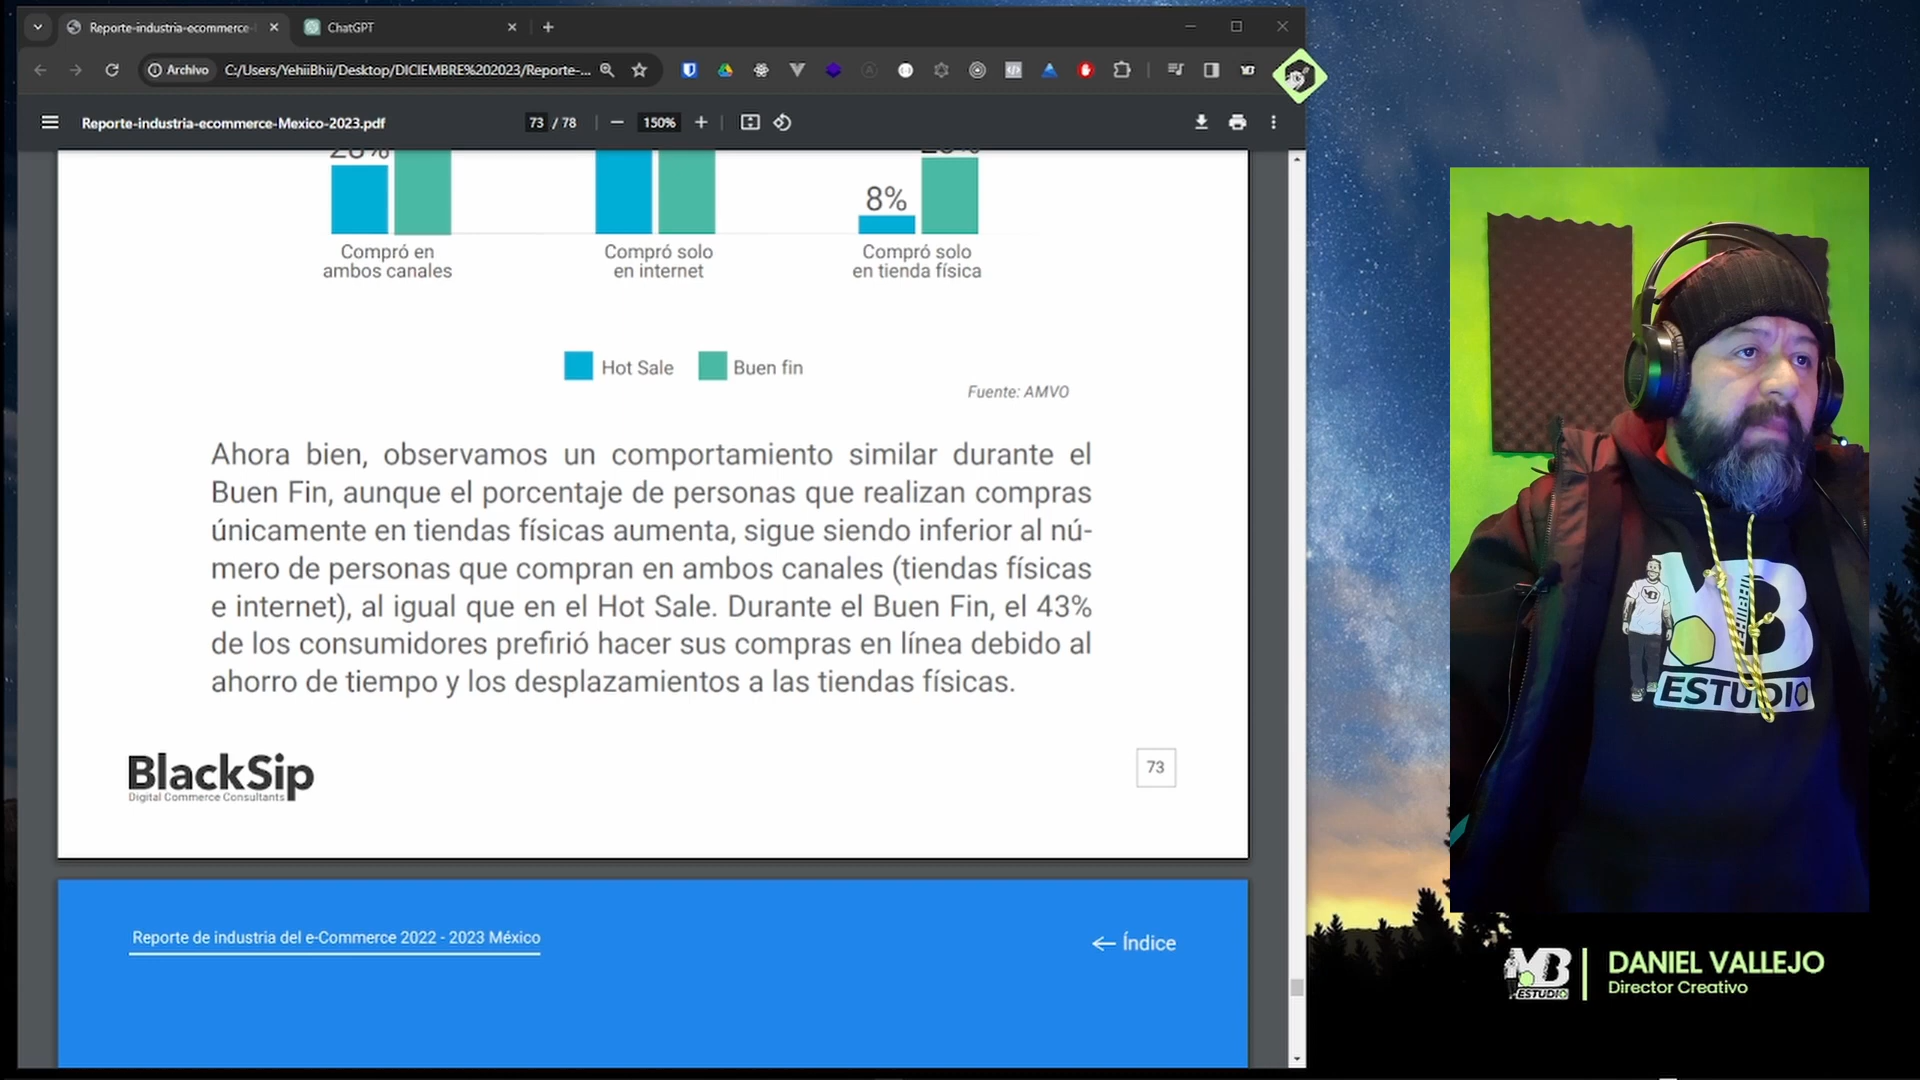 Reporte-industria-ecommerce-
ChatGPT
Archivo
C:/Users/YehiiBhii/Desktop/DICIEMBRE%202023/Reporte-...
Reporte-industria-ecommerce-Mexico-2023.pdf
73 / 78
150%
8%
Compró en
ambos canales
Compró solo
en internet
Compró solo
en tienda física
Hot Sale
Buen fin
Fuente: AMVO
Ahora bien, observamos un comportamiento similar durante el
Buen Fin, aunque el porcentaje de personas que realizan compras
únicamente en tiendas físicas aumenta, sigue siendo inferior al nú-
mero de personas que compran en ambos canales (tiendas físicas
e internet), al igual que en el Hot Sale. Durante el Buen Fin, el 43%
de los consumidores prefirió hacer sus compras en línea debido al
ahorro de tiempo y los desplazamientos a las tiendas físicas.
BlackSip
Digital Commerce Consultants
73
Reporte de industria del e-Commerce 2022 - 2023 México
← Índice
ESTUDIO
ESTUDIO
DANIEL VALLEJO
Director Creativo